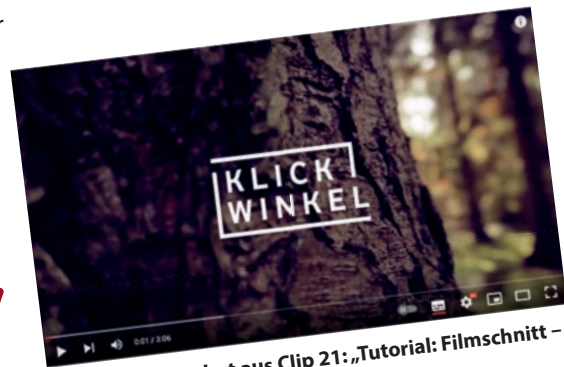 KLICK
WINKEL
0:01 / 3:06
aus Clip 21: „Tutorial: Filmschnitt –